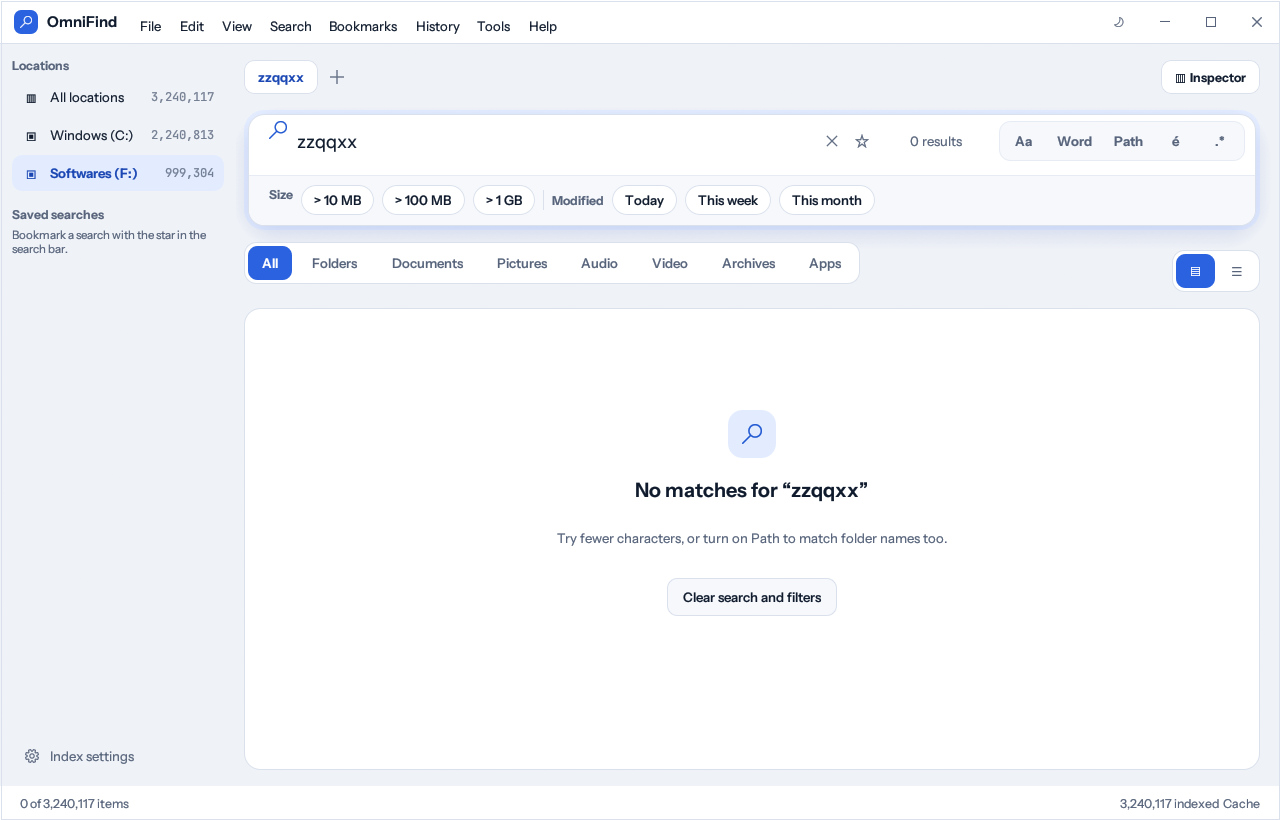 OmniFind File Edit View Search Bookmarks History Tools Help
Locations
All locations 3,240,117
Windows (C:) 2,240,813
Softwares (F:) 999,304
Saved searches
Bookmark a search with the star in the
search bar.
Index settings
zzqqxx
Inspector
zzqqxx 0 results Aa Word Path é .*
Size > 10 MB > 100 MB > 1 GB Modified Today This week This month
All Folders Documents Pictures Audio Video Archives Apps
No matches for “zzqqxx”
Try fewer characters, or turn on Path to match folder names too.
Clear search and filters
0 of 3,240,117 items
3,240,117 indexed Cache